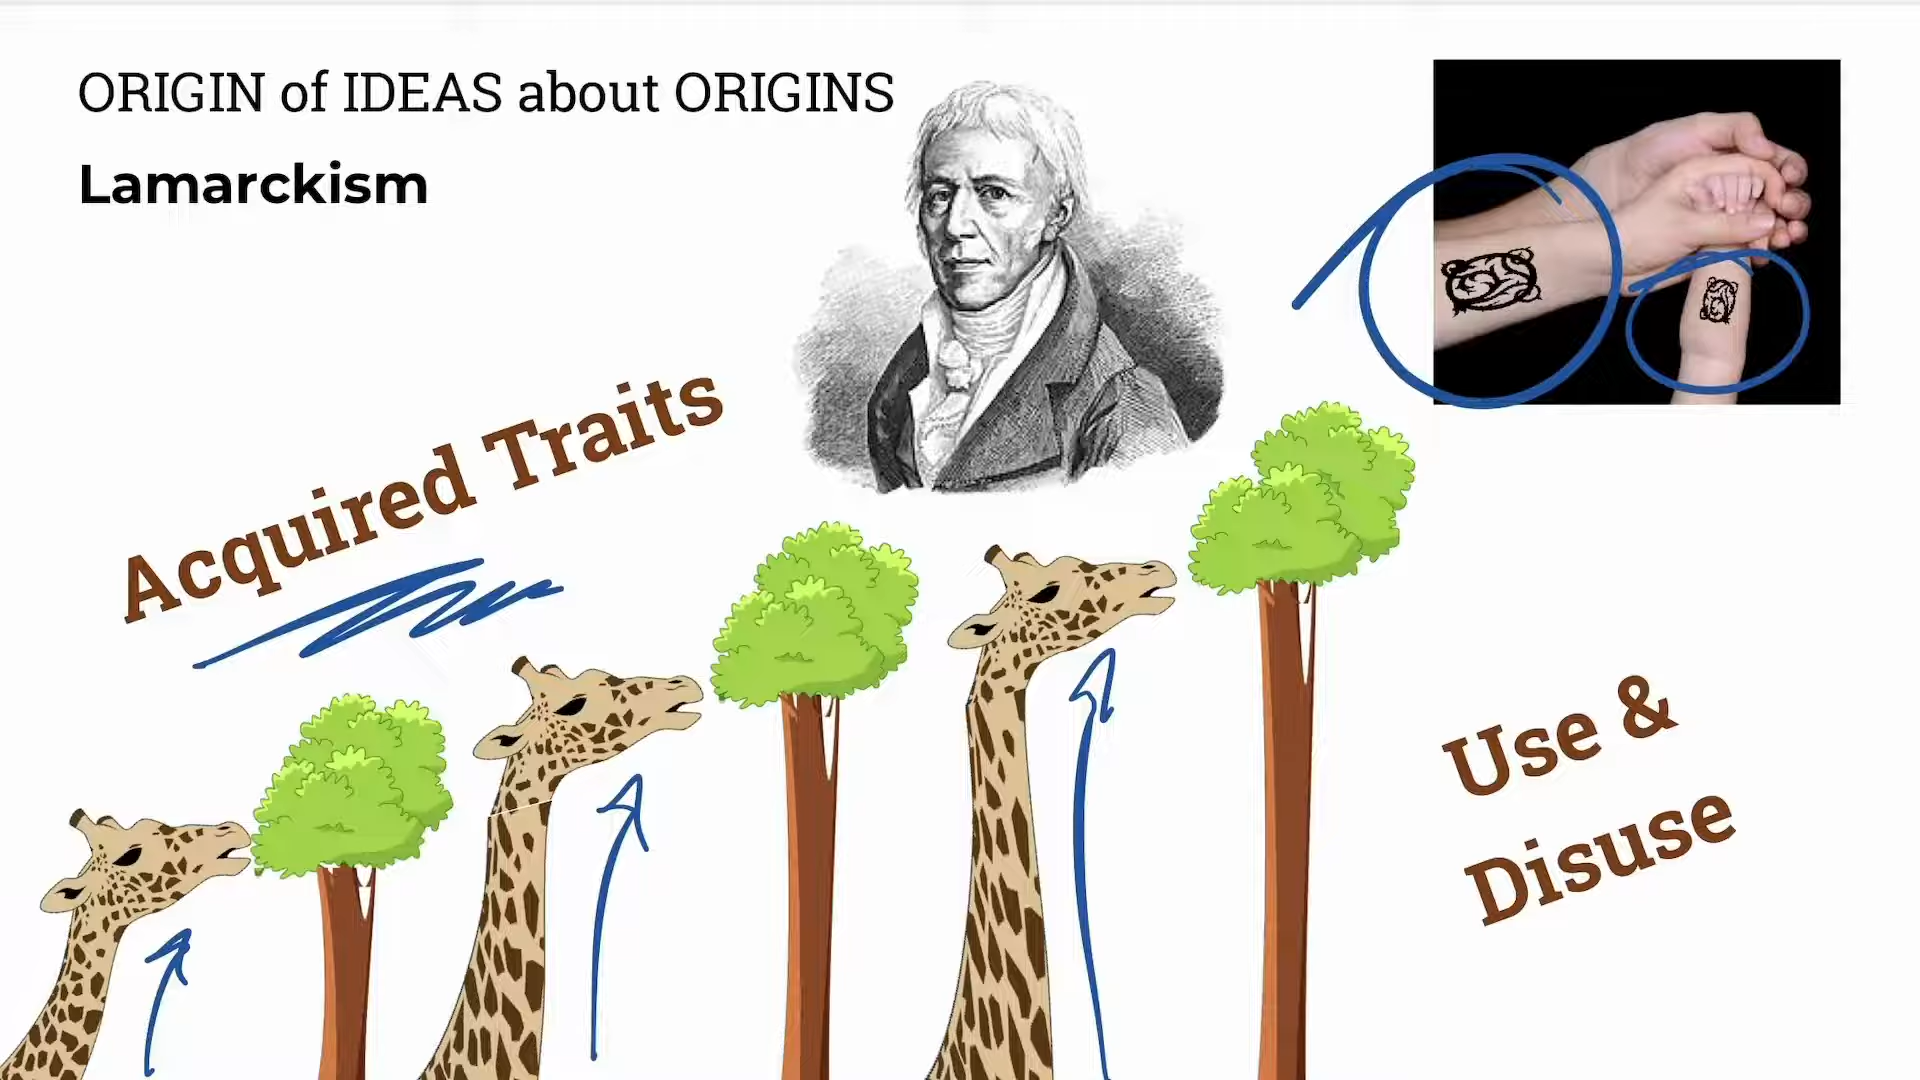 ORIGIN of IDEAS about ORIGINS
Lamarckism
Acquired Traits
Use &
Disuse